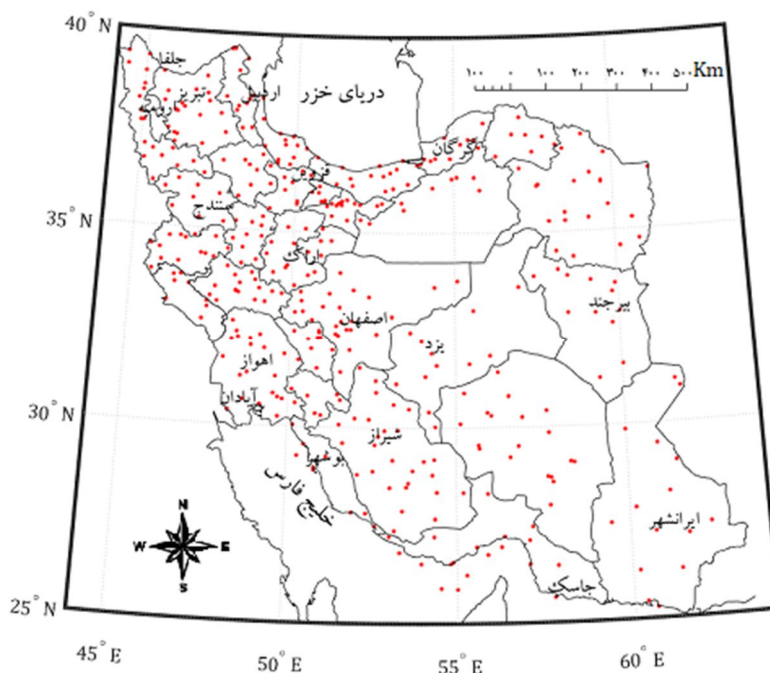 40° N
35° N
30° N
25° N
45° E
50° E
55° E
60° E
۱۰۰ ۰ ۱۰۰ ۲۰۰ ۳۰۰ ۴۰۰ ۵۰۰ Km
دریای خزر
جلفا
تبریز
اردبیل
ارومیه
گرگان
قزوین
سنندج
اراک
بیرجند
اصفهان
یزد
اهواز
آبادان
شیراز
بوشهر
خلیج فارس
ایرانشهر
جاسک
N
W
E
S